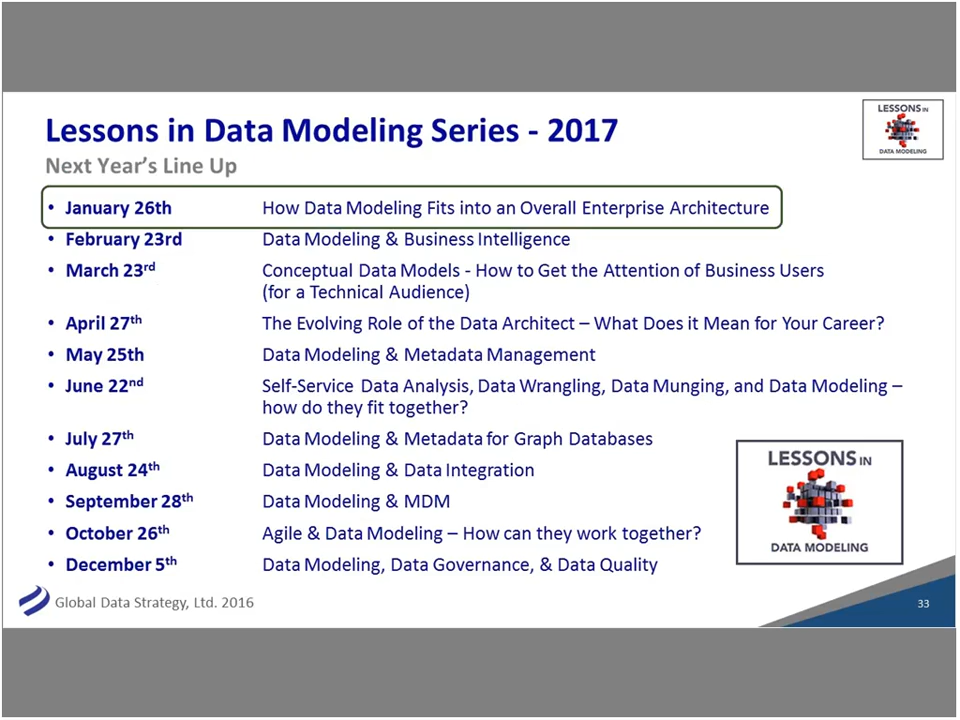 Lessons in Data Modeling Series - 2017
Next Year's Line Up
LESSONS IN
DATA MODELING
• January 26th How Data Modeling Fits into an Overall Enterprise Architecture
• February 23rd Data Modeling & Business Intelligence
• March 23rd Conceptual Data Models - How to Get the Attention of Business Users
(for a Technical Audience)
• April 27th The Evolving Role of the Data Architect – What Does it Mean for Your Career?
• May 25th Data Modeling & Metadata Management
• June 22nd Self-Service Data Analysis, Data Wrangling, Data Munging, and Data Modeling –
how do they fit together?
• July 27th Data Modeling & Metadata for Graph Databases
• August 24th Data Modeling & Data Integration
• September 28th Data Modeling & MDM
• October 26th Agile & Data Modeling – How can they work together?
• December 5th Data Modeling, Data Governance, & Data Quality
LESSONS IN
DATA MODELING
Global Data Strategy, Ltd. 2016
33